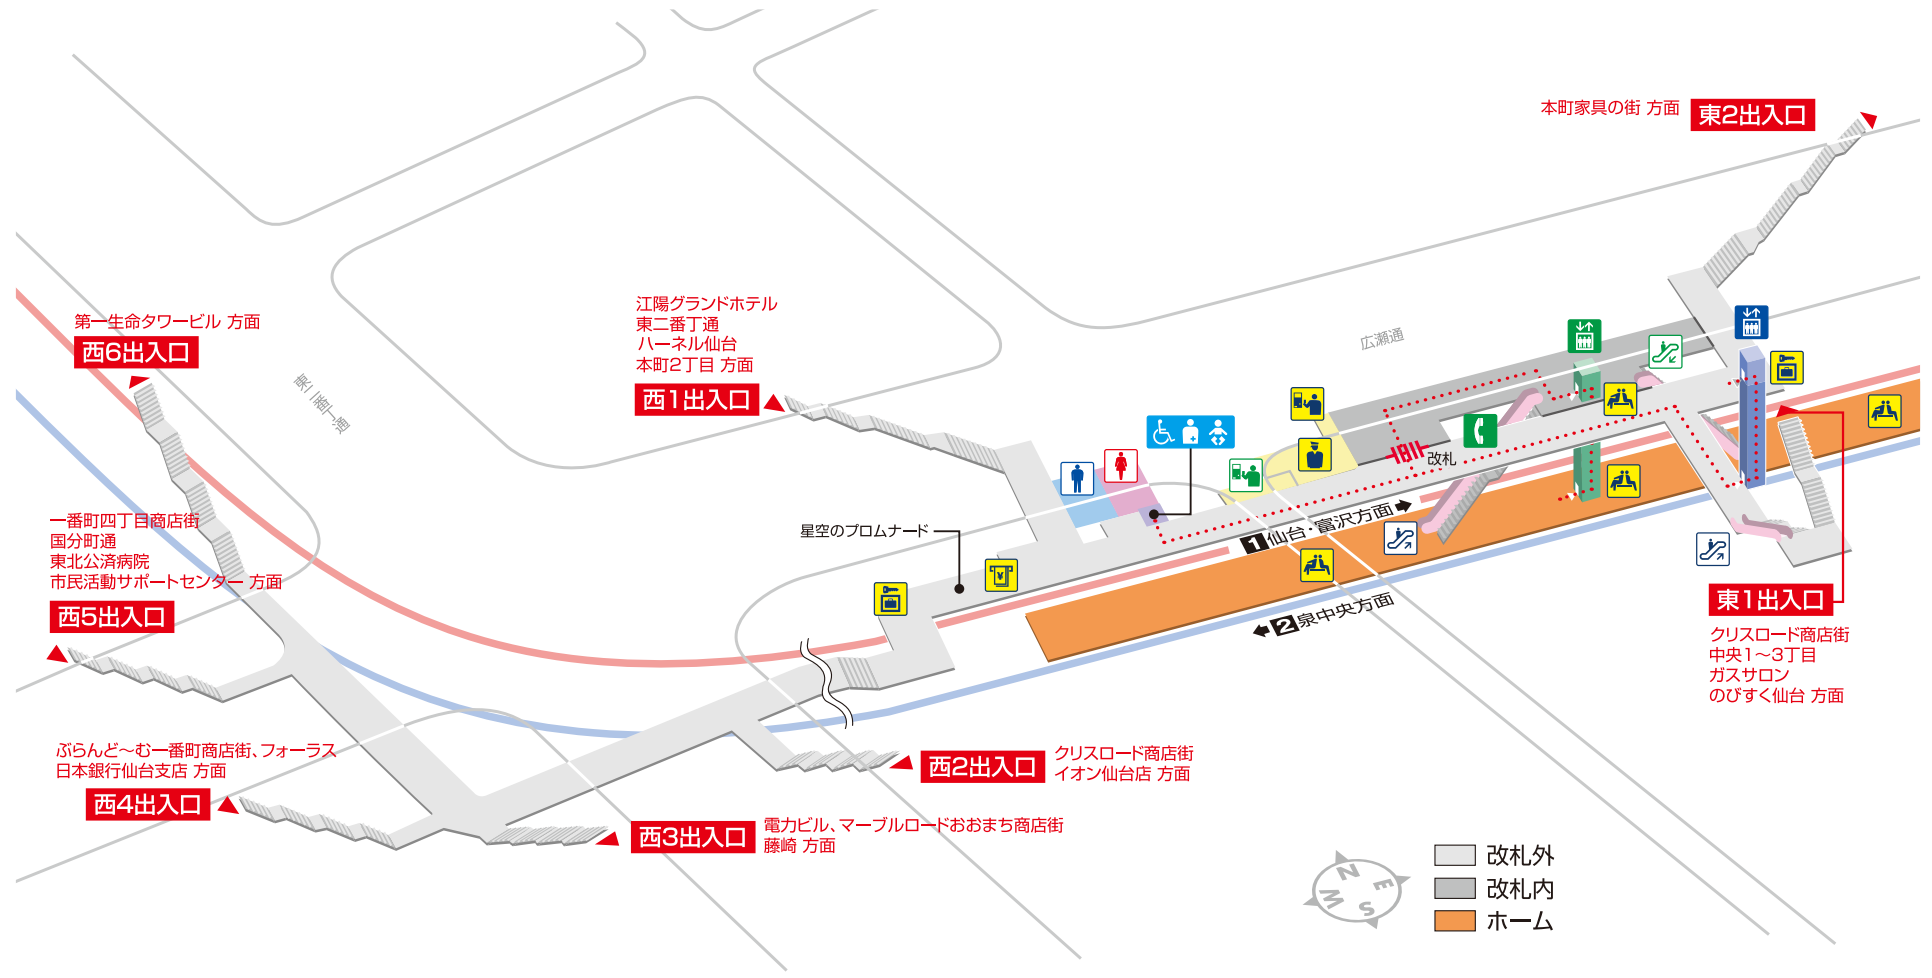 本町家具の街 方面
東2出入口
第一生命タワービル 方面
西6出入口
東二番丁通
江陽グランドホテル
東二番丁通
ハーネル仙台
本町2丁目 方面
西1出入口
広瀬通
改札
一番町四丁目商店街
国分町通
東北公済病院
市民活動サポートセンター 方面
西5出入口
星空のプロムナード
¥
1 仙台・富沢方面
2 泉中央方面
東1出入口
クリスロード商店街
中央1〜3丁目
ガスサロン
のびすく仙台 方面
ぶらんど〜む一番町商店街、フォーラス
日本銀行仙台支店 方面
西4出入口
西2出入口
クリスロード商店街
イオン仙台店 方面
西3出入口
電力ビル、マーブルロードおおまち商店街
藤崎 方面
N
E
W
S
改札外
改札内
ホーム